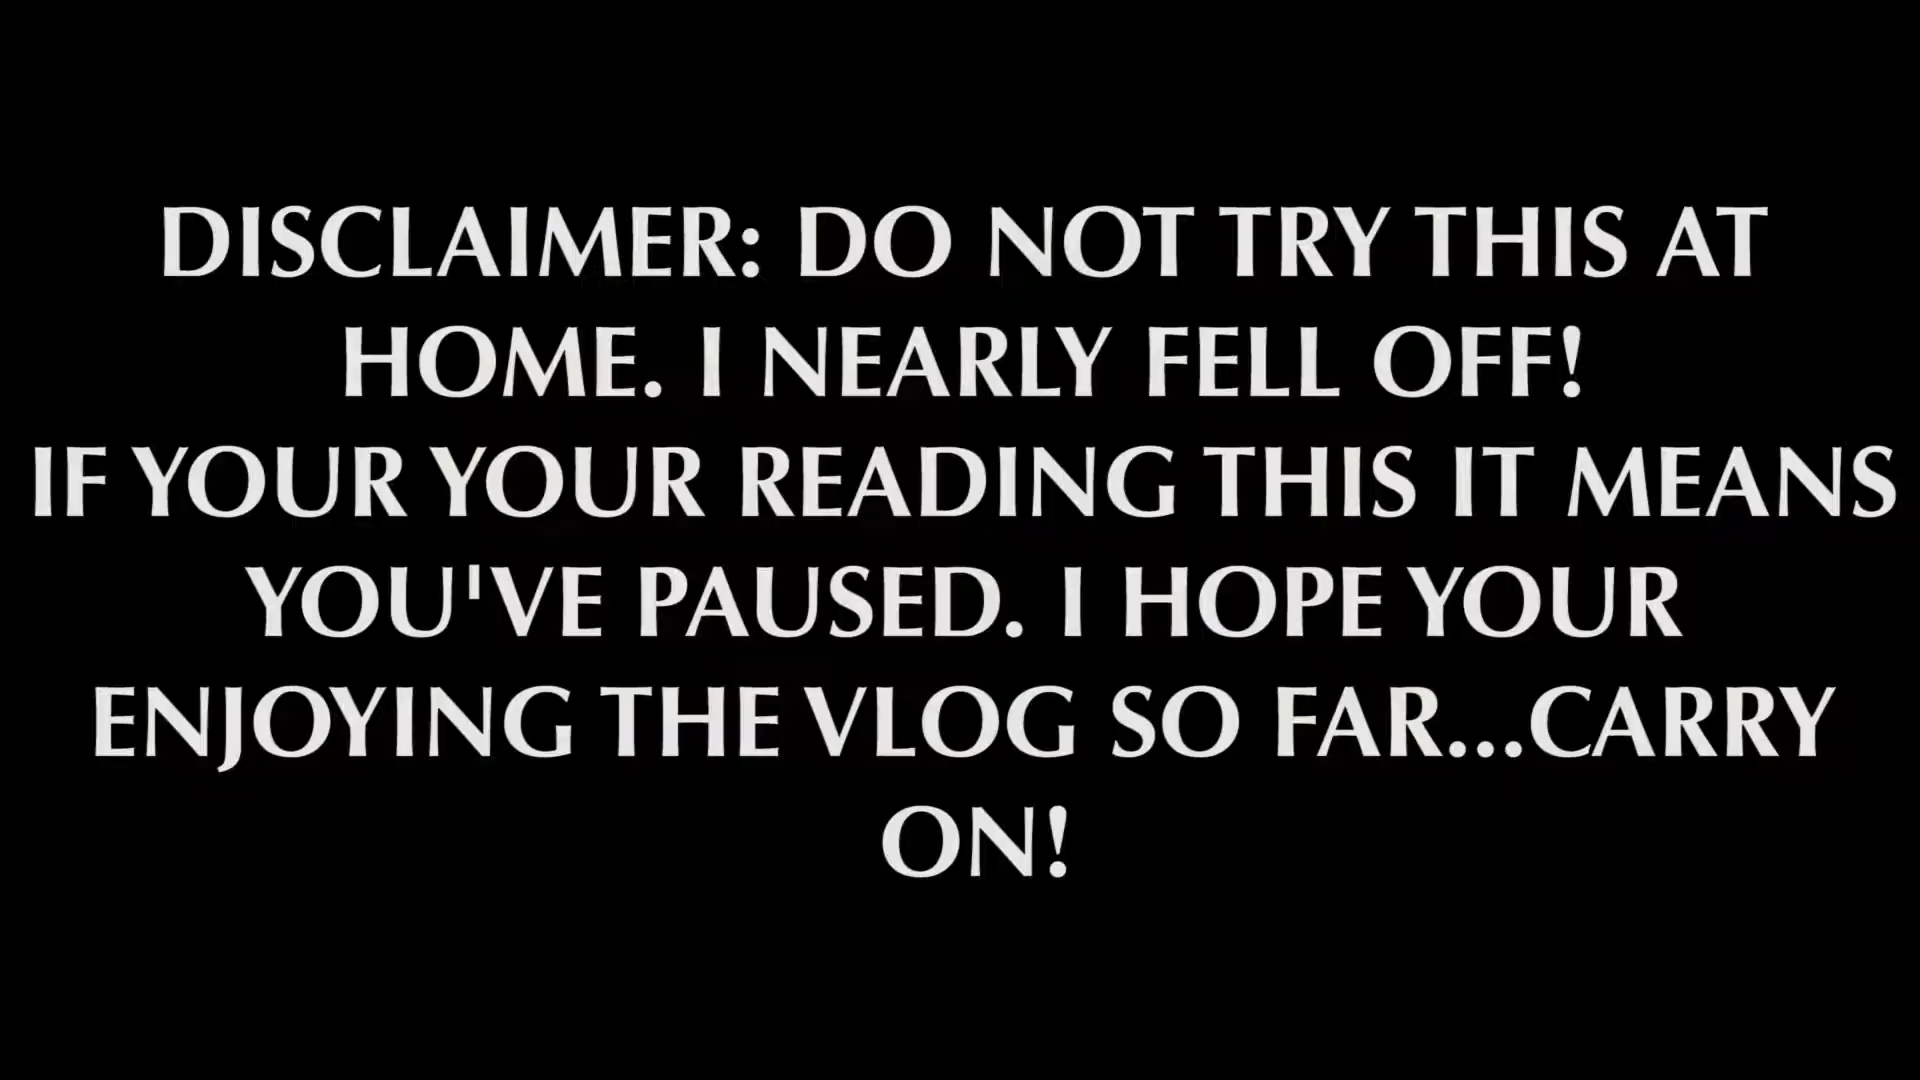 DISCLAIMER: DO NOT TRY THIS AT
HOME. I NEARLY FELL OFF!
IF YOUR YOUR READING THIS IT MEANS
YOU'VE PAUSED. I HOPE YOUR
ENJOYING THE VLOG SO FAR...CARRY
ON!